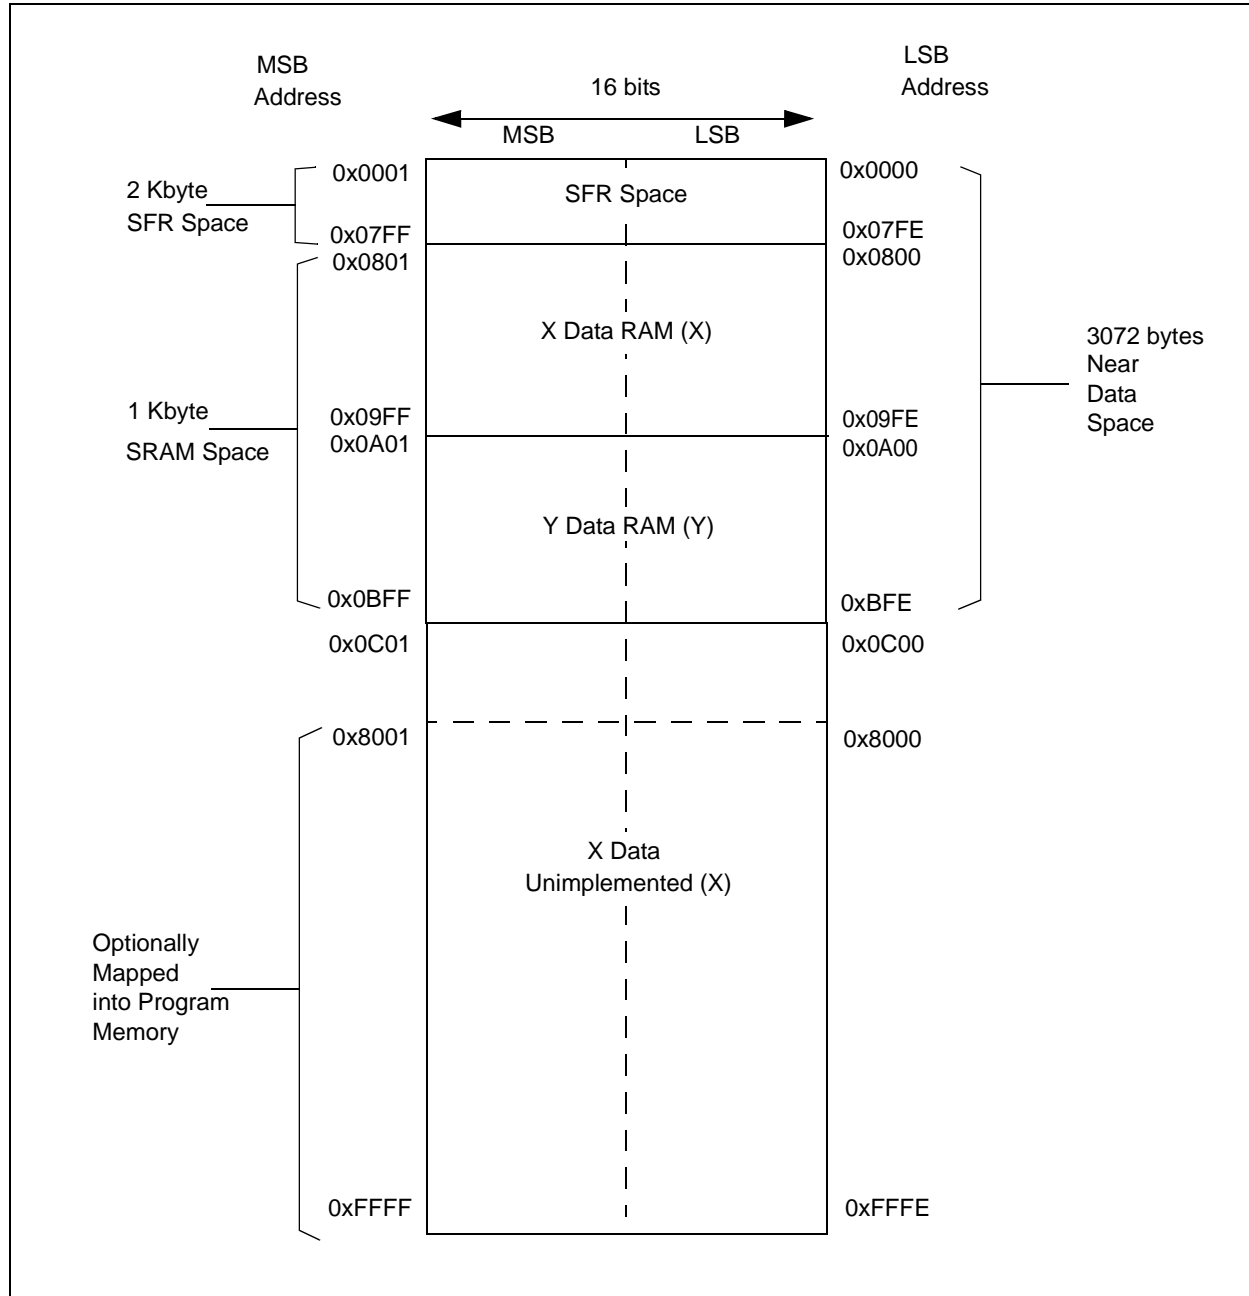 MSB
Address
LSB
Address
16 bits
MSB
LSB
0x0001
0x0000
2 Kbyte
SFR Space
SFR Space
0x07FF
0x07FE
0x0801
0x0800
X Data RAM (X)
3072 bytes
Near
Data
Space
1 Kbyte
SRAM Space
0x09FF
0x09FE
0x0A01
0x0A00
Y Data RAM (Y)
0x0BFF
0xBFE
0x0C01
0x0C00
0x8001
0x8000
X Data
Unimplemented (X)
Optionally
Mapped
into Program
Memory
0xFFFF
0xFFFE